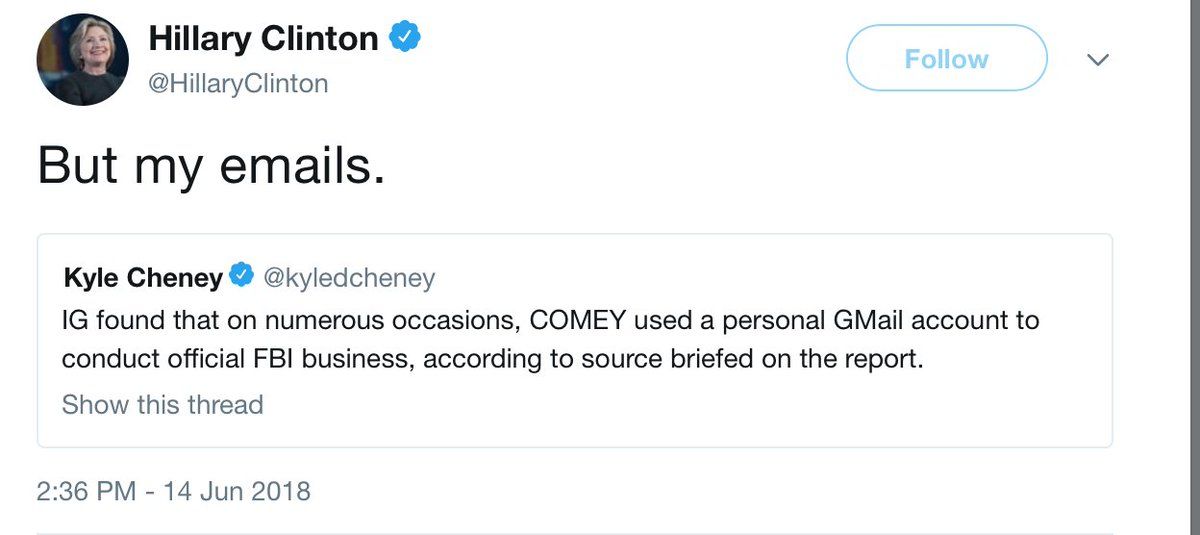 Hillary Clinton
@HillaryClinton
Follow
But my emails.
Kyle Cheney @kyledcheney
IG found that on numerous occasions, COMEY used a personal GMail account to
conduct official FBI business, according to source briefed on the report.
Show this thread
2:36 PM - 14 Jun 2018